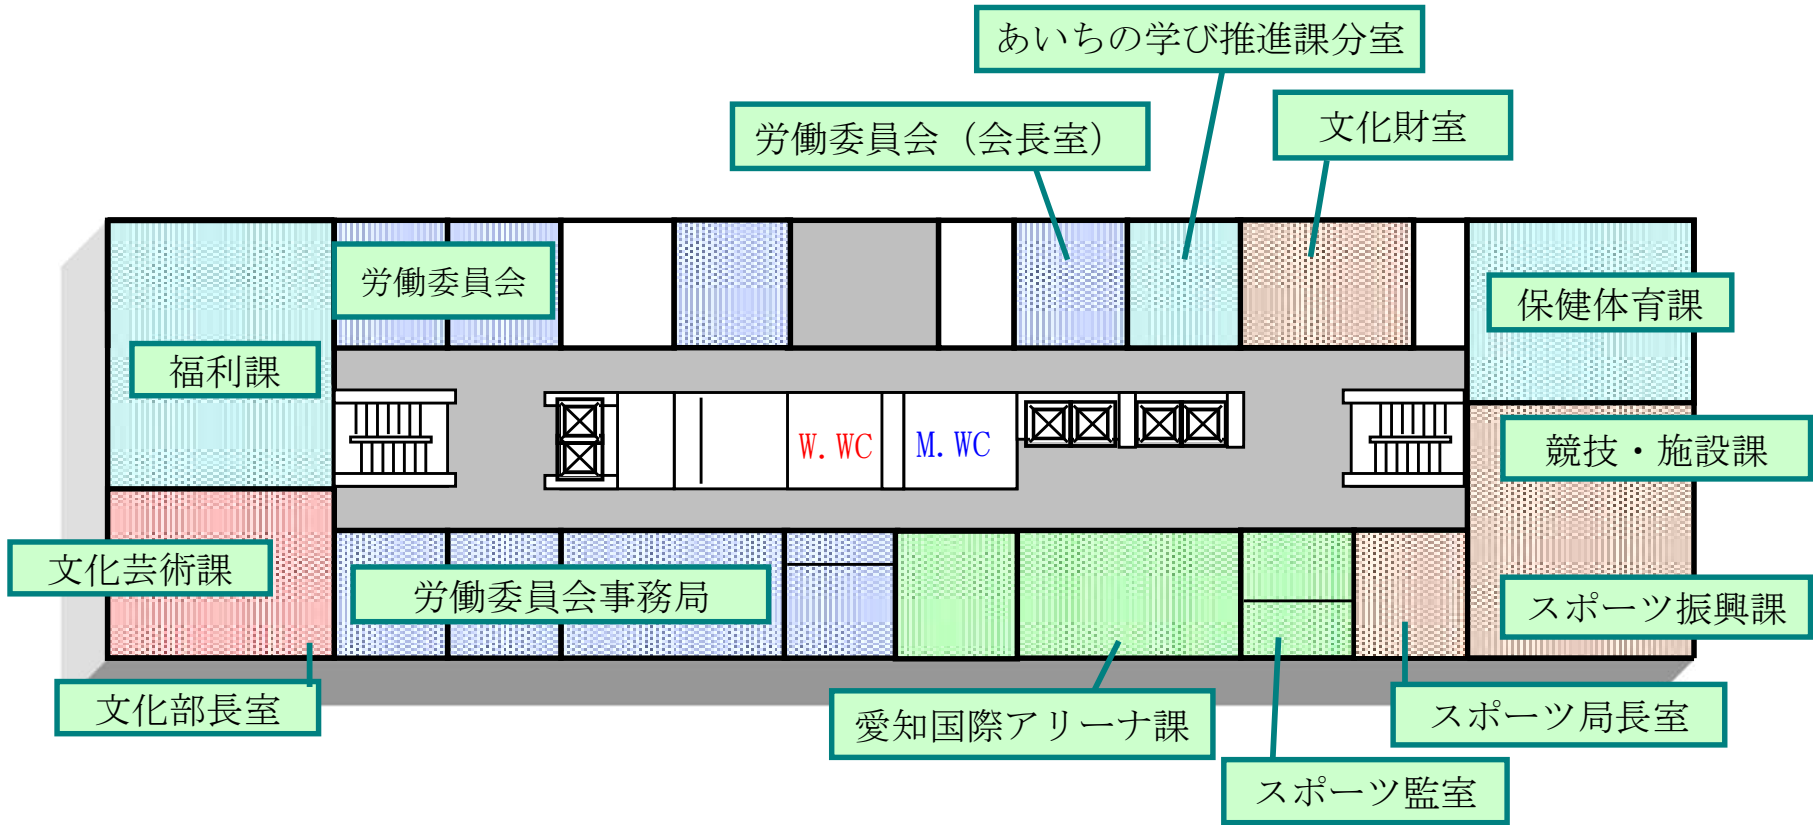 あいちの学び推進課分室
労働委員会（会長室）
文化財室
労働委員会
保健体育課
福利課
競技・施設課
W.WC
M.WC
文化芸術課
労働委員会事務局
スポーツ振興課
文化部長室
愛知国際アリーナ課
スポーツ局長室
スポーツ監室